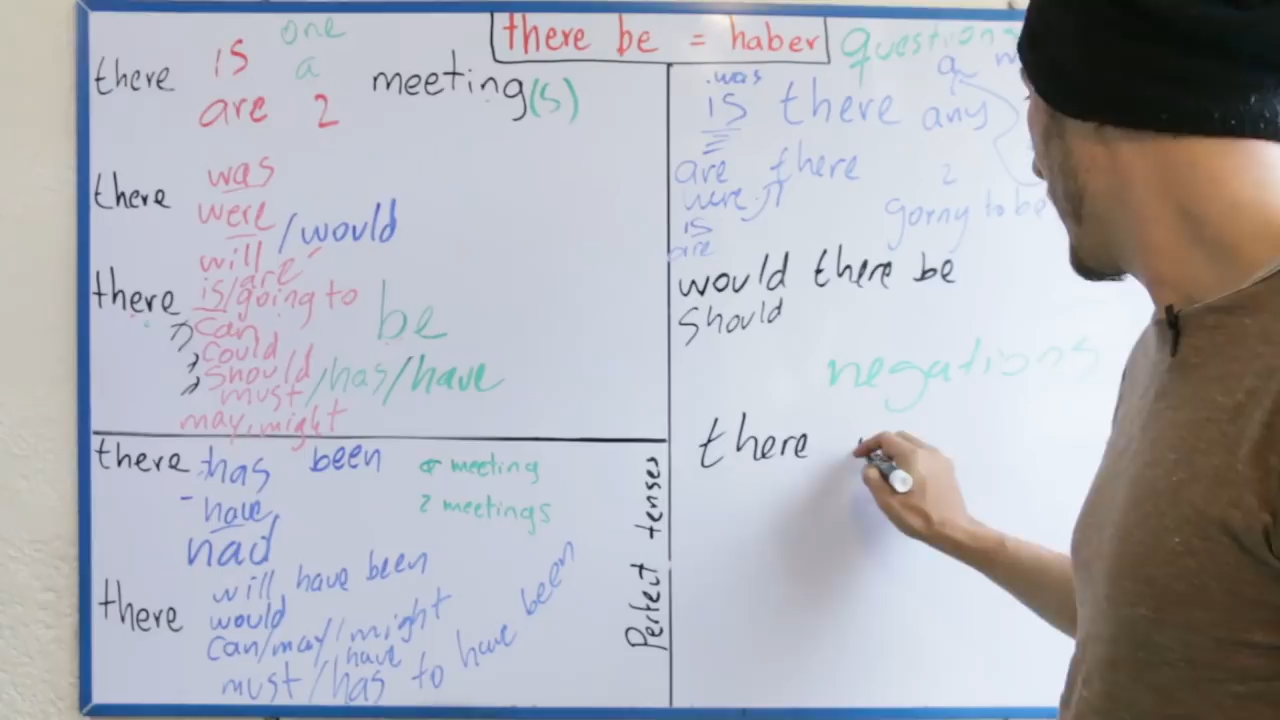 there be = haber
one
there is a meeting(s)
are 2
there was
were /would
will are
there is/going to be
can
could
should/has/have
must
may, might
there has been a meeting
- have 2 meetings
had
will have been
there would
can/may/might
have
must/has to have been
Perfect tenses
questions
was a
is there any
are there 2
were going to be
is
are
would there be
should
negations
there